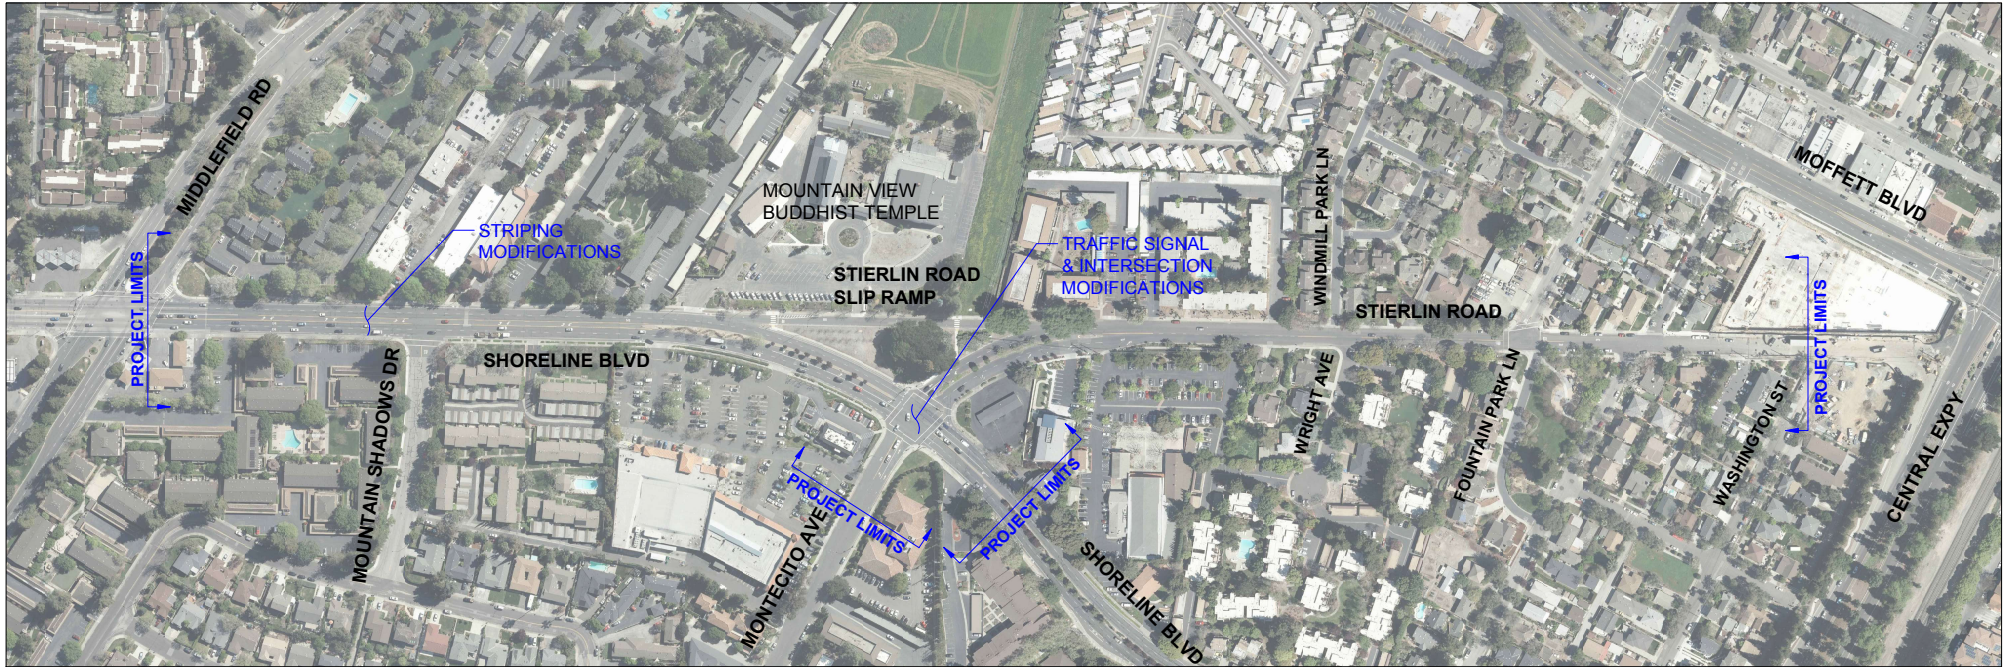 MIDDLEFIELD RD
PROJECT LIMITS
STRIPING
MODIFICATIONS
MOUNTAIN SHADOWS DR
SHORELINE BLVD
MOUNTAIN VIEW
BUDDHIST TEMPLE
STIERLIN ROAD
SLIP RAMP
TRAFFIC SIGNAL
& INTERSECTION
MODIFICATIONS
PROJECT LIMITS
MONTECITO AVE
PROJECT LIMITS
SHORELINE BLVD
WINDMILL PARK LN
STIERLIN ROAD
WRIGHT AVE
FOUNTAIN PARK LN
MOFFETT BLVD
PROJECT LIMITS
WASHINGTON ST
CENTRAL EXPY